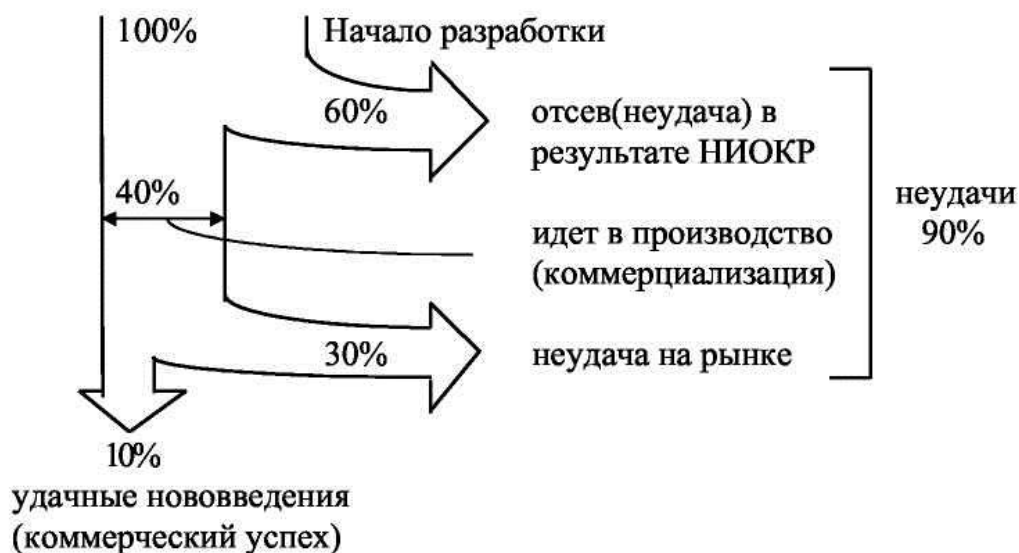 100%
Начало разработки
60%
отсев(неудача) в
результате НИОКР
40%
неудачи
90%
идет в производство
(коммерциализация)
30%
неудача на рынке
10%
удачные нововведения
(коммерческий успех)